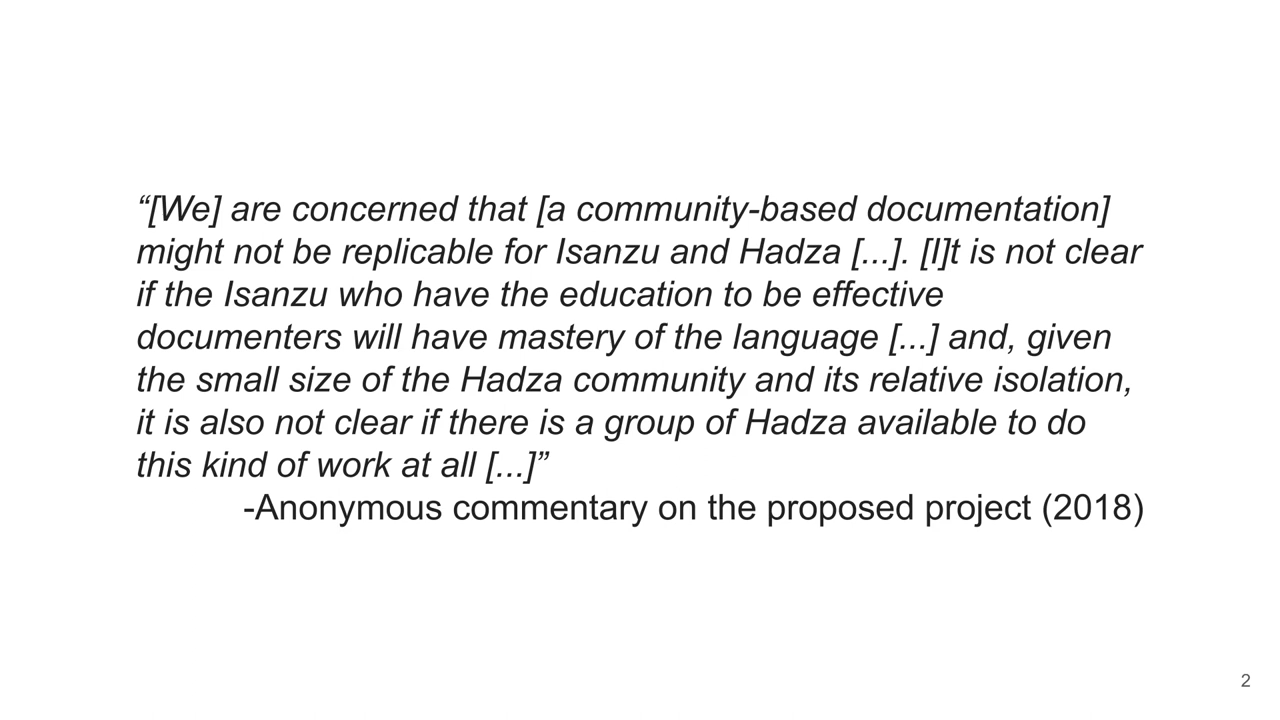 “[We] are concerned that [a community-based documentation]
might not be replicable for Isanzu and Hadza [...]. [I]t is not clear
if the Isanzu who have the education to be effective
documenters will have mastery of the language [...] and, given
the small size of the Hadza community and its relative isolation,
it is also not clear if there is a group of Hadza available to do
this kind of work at all [...]”
-Anonymous commentary on the proposed project (2018)
2